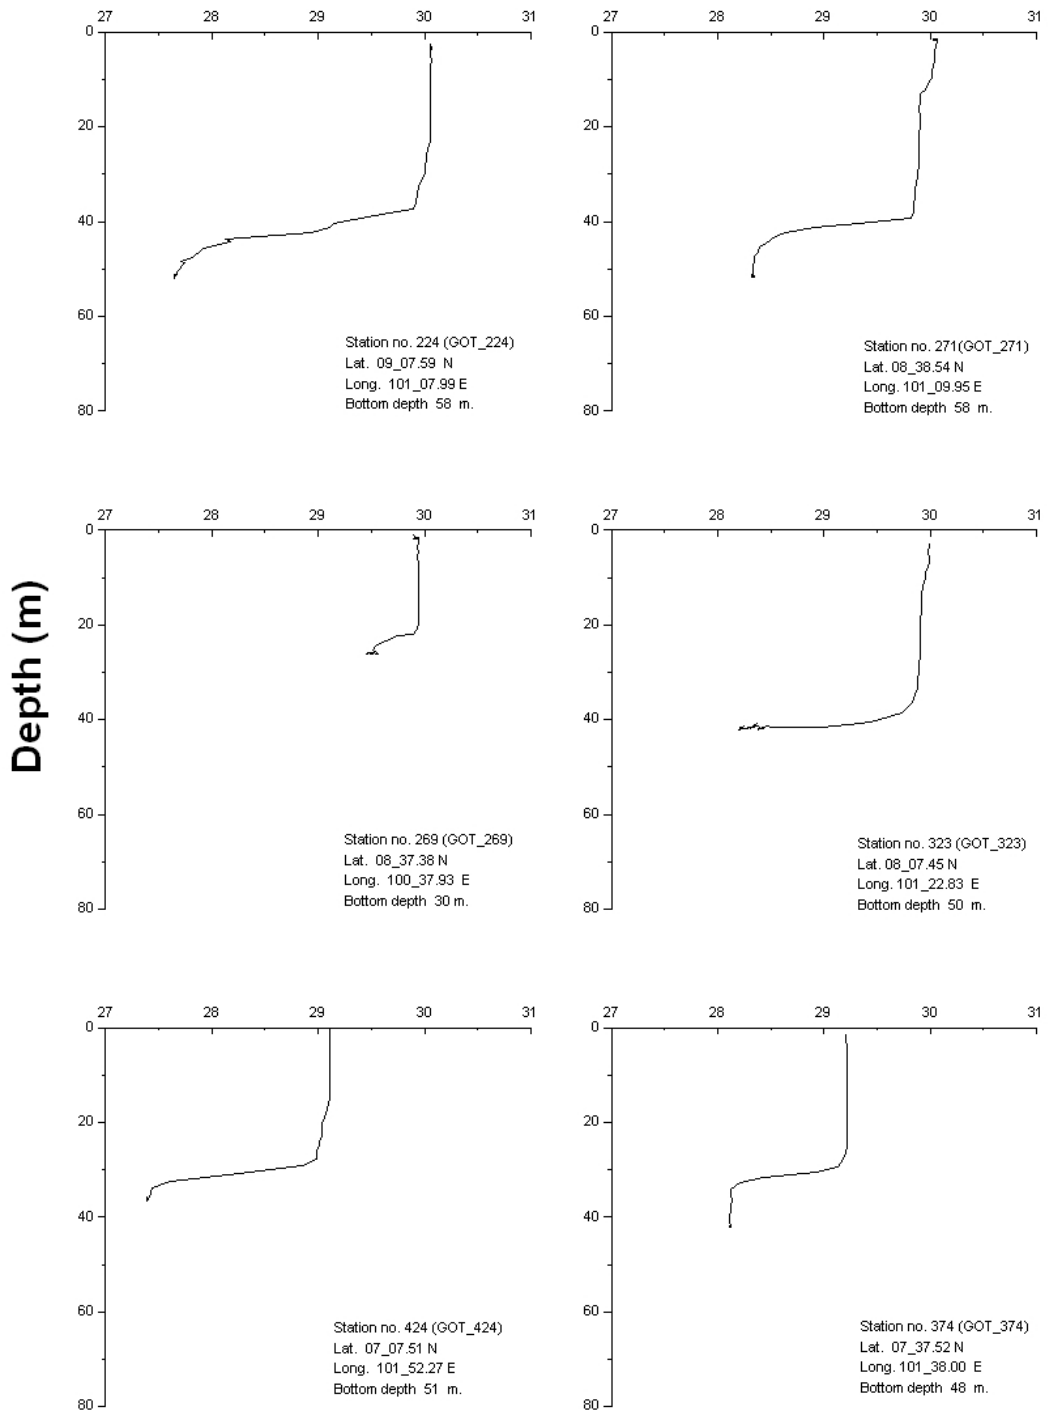 27 28 29 30 31
0
20
40
60
80
Station no. 224 (GOT_224)
Lat. 09_07.59 N
Long. 101_07.99 E
Bottom depth 58 m.
27 28 29 30 31
0
20
40
60
80
Station no. 271(GOT_271)
Lat. 08_38.54 N
Long. 101_09.95 E
Bottom depth 58 m.
Depth (m)
27 28 29 30 31
0
20
40
60
80
Station no. 269 (GOT_269)
Lat. 08_37.38 N
Long. 100_37.93 E
Bottom depth 30 m.
27 28 29 30 31
0
20
40
60
80
Station no. 323 (GOT_323)
Lat. 08_07.45 N
Long. 101_22.83 E
Bottom depth 50 m.
27 28 29 30 31
0
20
40
60
80
Station no. 424 (GOT_424)
Lat. 07_07.51 N
Long. 101_52.27 E
Bottom depth 51 m.
27 28 29 30 31
0
20
40
60
80
Station no. 374 (GOT_374)
Lat. 07_37.52 N
Long. 101_38.00 E
Bottom depth 48 m.